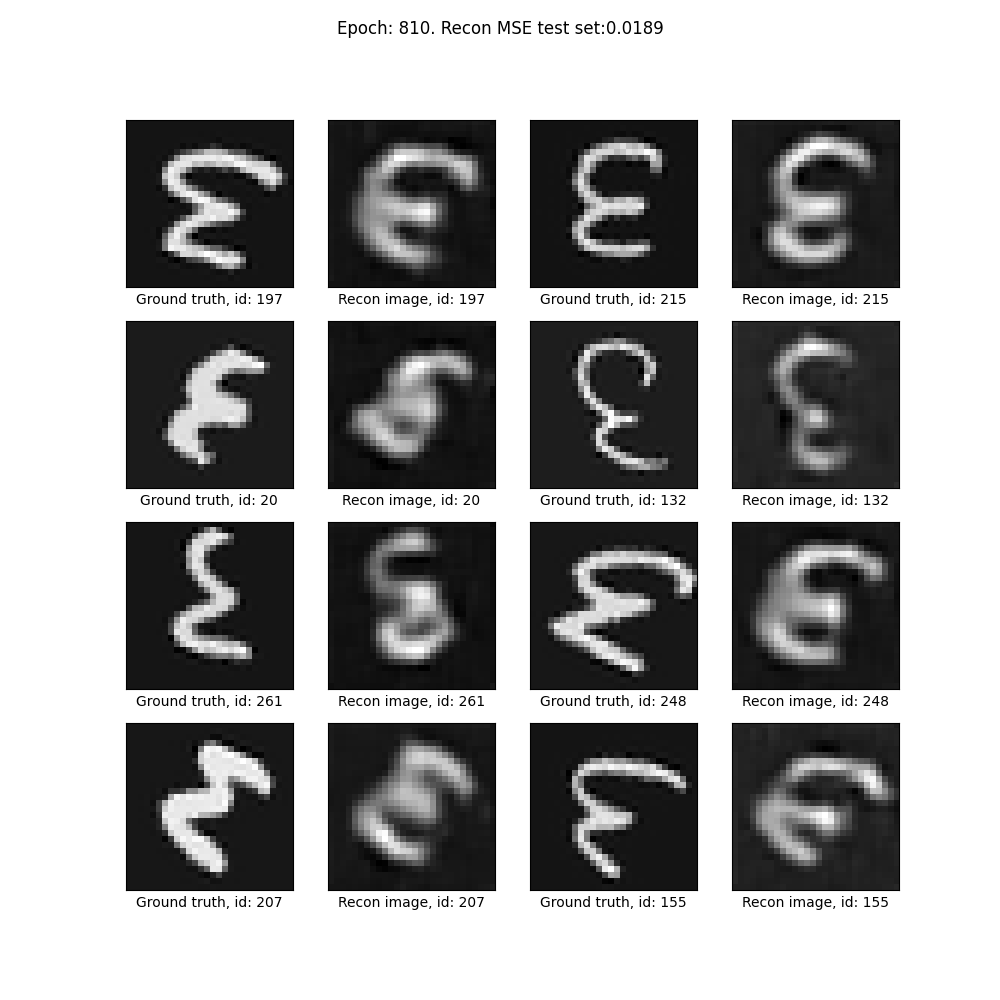 Epoch: 810. Recon MSE test set:0.0189
Ground truth, id: 197
Recon image, id: 197
Ground truth, id: 215
Recon image, id: 215
Ground truth, id: 20
Recon image, id: 20
Ground truth, id: 132
Recon image, id: 132
Ground truth, id: 261
Recon image, id: 261
Ground truth, id: 248
Recon image, id: 248
Ground truth, id: 207
Recon image, id: 207
Ground truth, id: 155
Recon image, id: 155